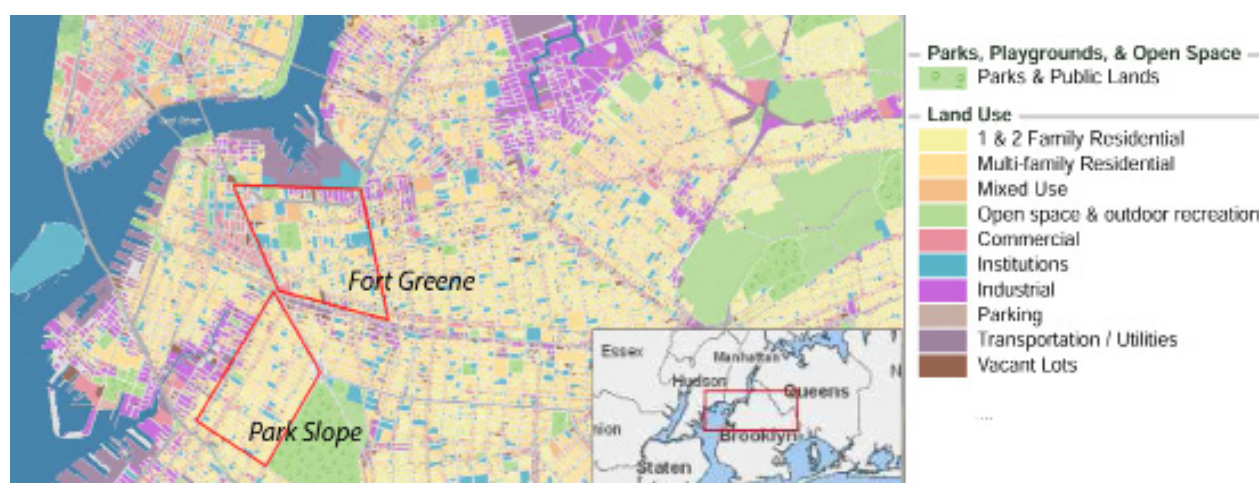 Parks, Playgrounds, & Open Space
Parks & Public Lands
Land Use
1 & 2 Family Residential
Multi-family Residential
Mixed Use
Open space & outdoor recreation
Commercial
Institutions
Industrial
Parking
Transportation / Utilities
Vacant Lots
....
Fort Greene
Park Slope
Essex
Manhattan
Hudson
Queens
N
nion
Brooklyn
Staten